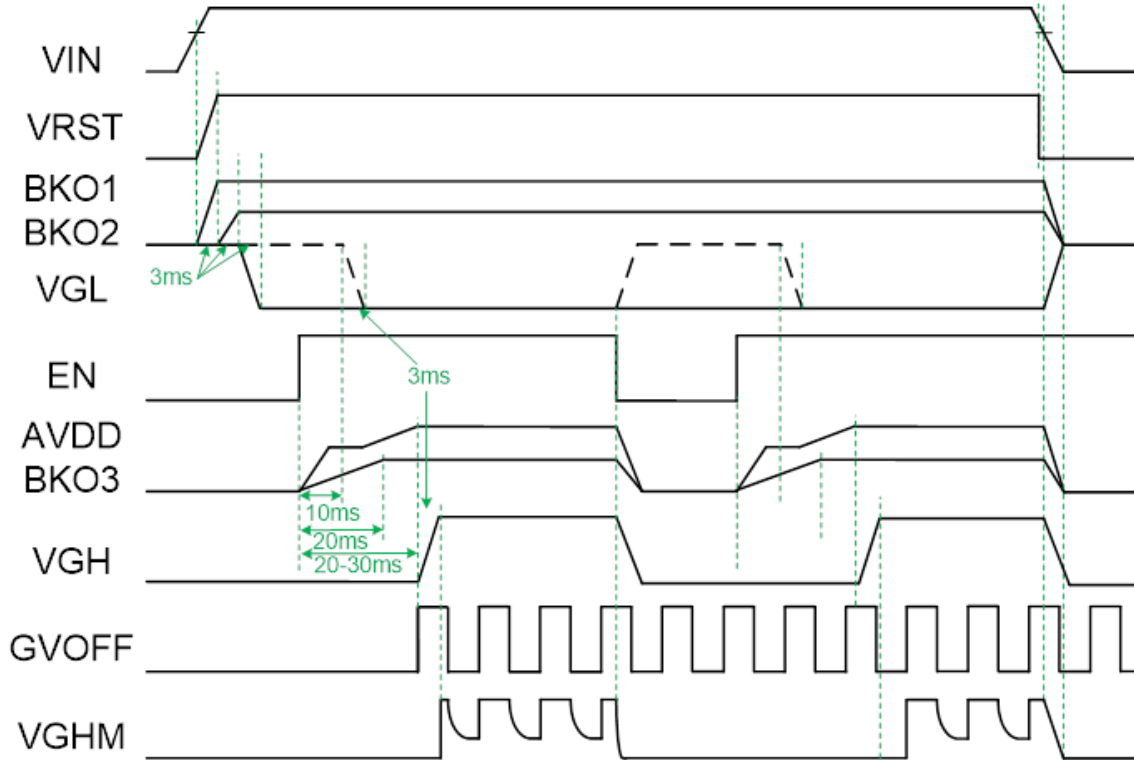 VIN
VRST
BKO1
BKO2
3ms
VGL
EN
3ms
AVDD
BKO3
10ms
20ms
20-30ms
VGH
GVOFF
VGHM